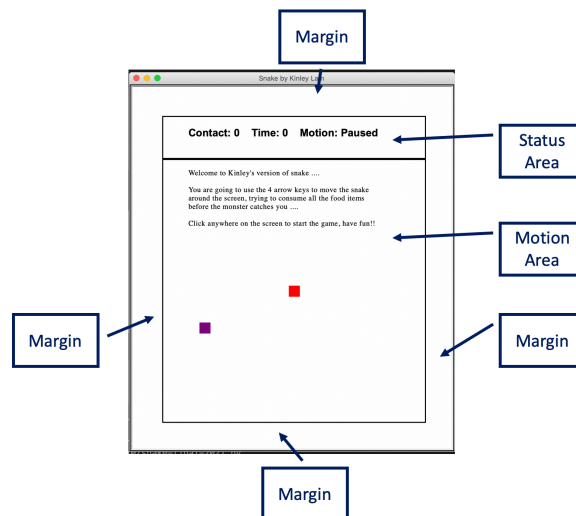 Margin
Snake by Kinley Lam
Contact: 0 Time: 0 Motion: Paused
Status
Area
Welcome to Kinley's version of snake ....
You are going to use the 4 arrow keys to move the snake
around the screen, trying to consume all the food items
before the monster catches you ....
Click anywhere on the screen to start the game, have fun!!
Motion
Area
Margin
Margin
Margin